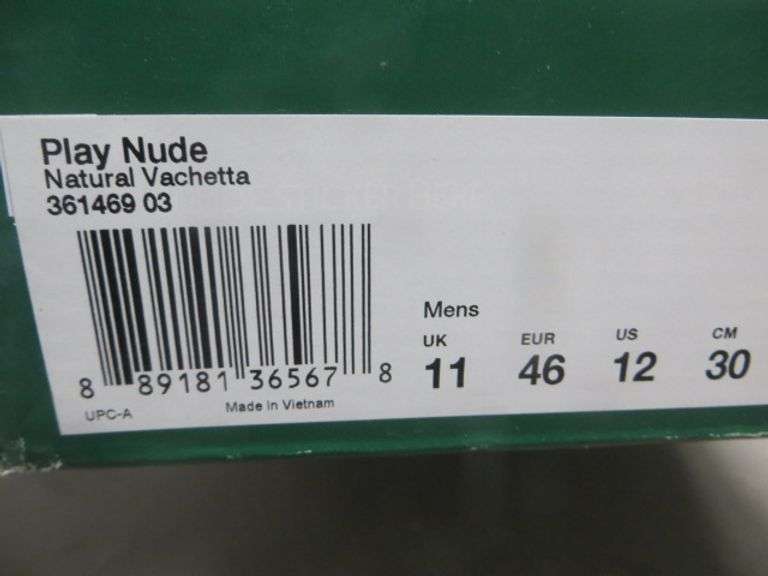 Play Nude
Natural Vachetta
361469 03
Mens
UK EUR US CM
11 46 12 30
8 89181 36567 8
UPC-A Made in Vietnam